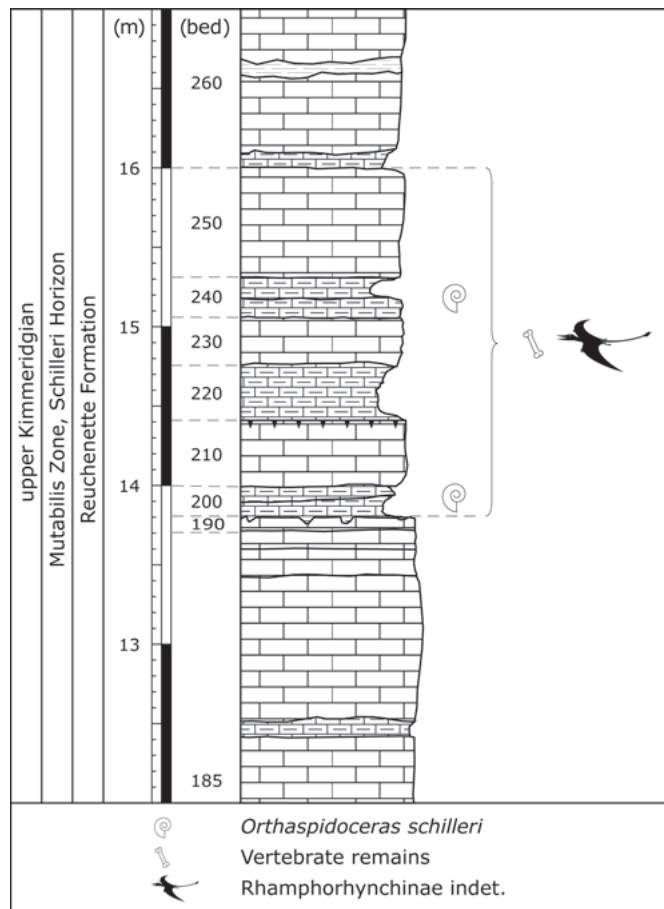 (m)
(bed)
260
16
250
240
15
230
220
210
14
200
190
13
185
upper Kimmeridgian
Mutabilis Zone, Schilleri Horizon
Reuchenette Formation
Orthaspidoceras schilleri
Vertebrate remains
Rhamphorhynchinae indet.